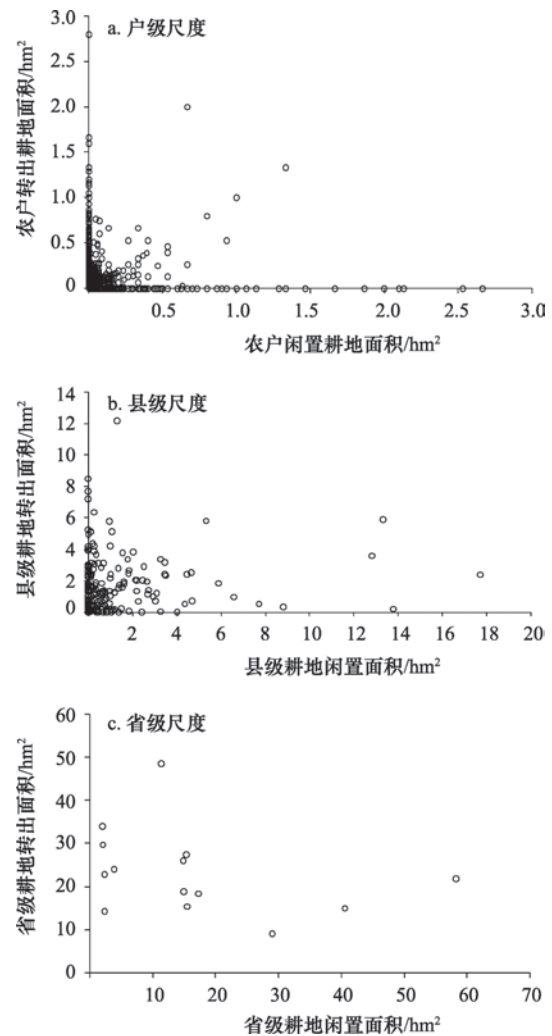 a. 户级尺度
农户转出耕地面积/hm²
3.0
2.5
2.0
1.5
1.0
0.5
0
0.5 1.0 1.5 2.0 2.5 3.0
农户闲置耕地面积/hm²
b. 县级尺度
县级耕地转出面积/hm²
14
12
10
8
6
4
2
0
2 4 6 8 10 12 14 16 18 20
县级耕地闲置面积/hm²
c. 省级尺度
省级耕地转出面积/hm²
60
50
40
30
20
10
0
10 20 30 40 50 60 70
省级耕地闲置面积/hm²